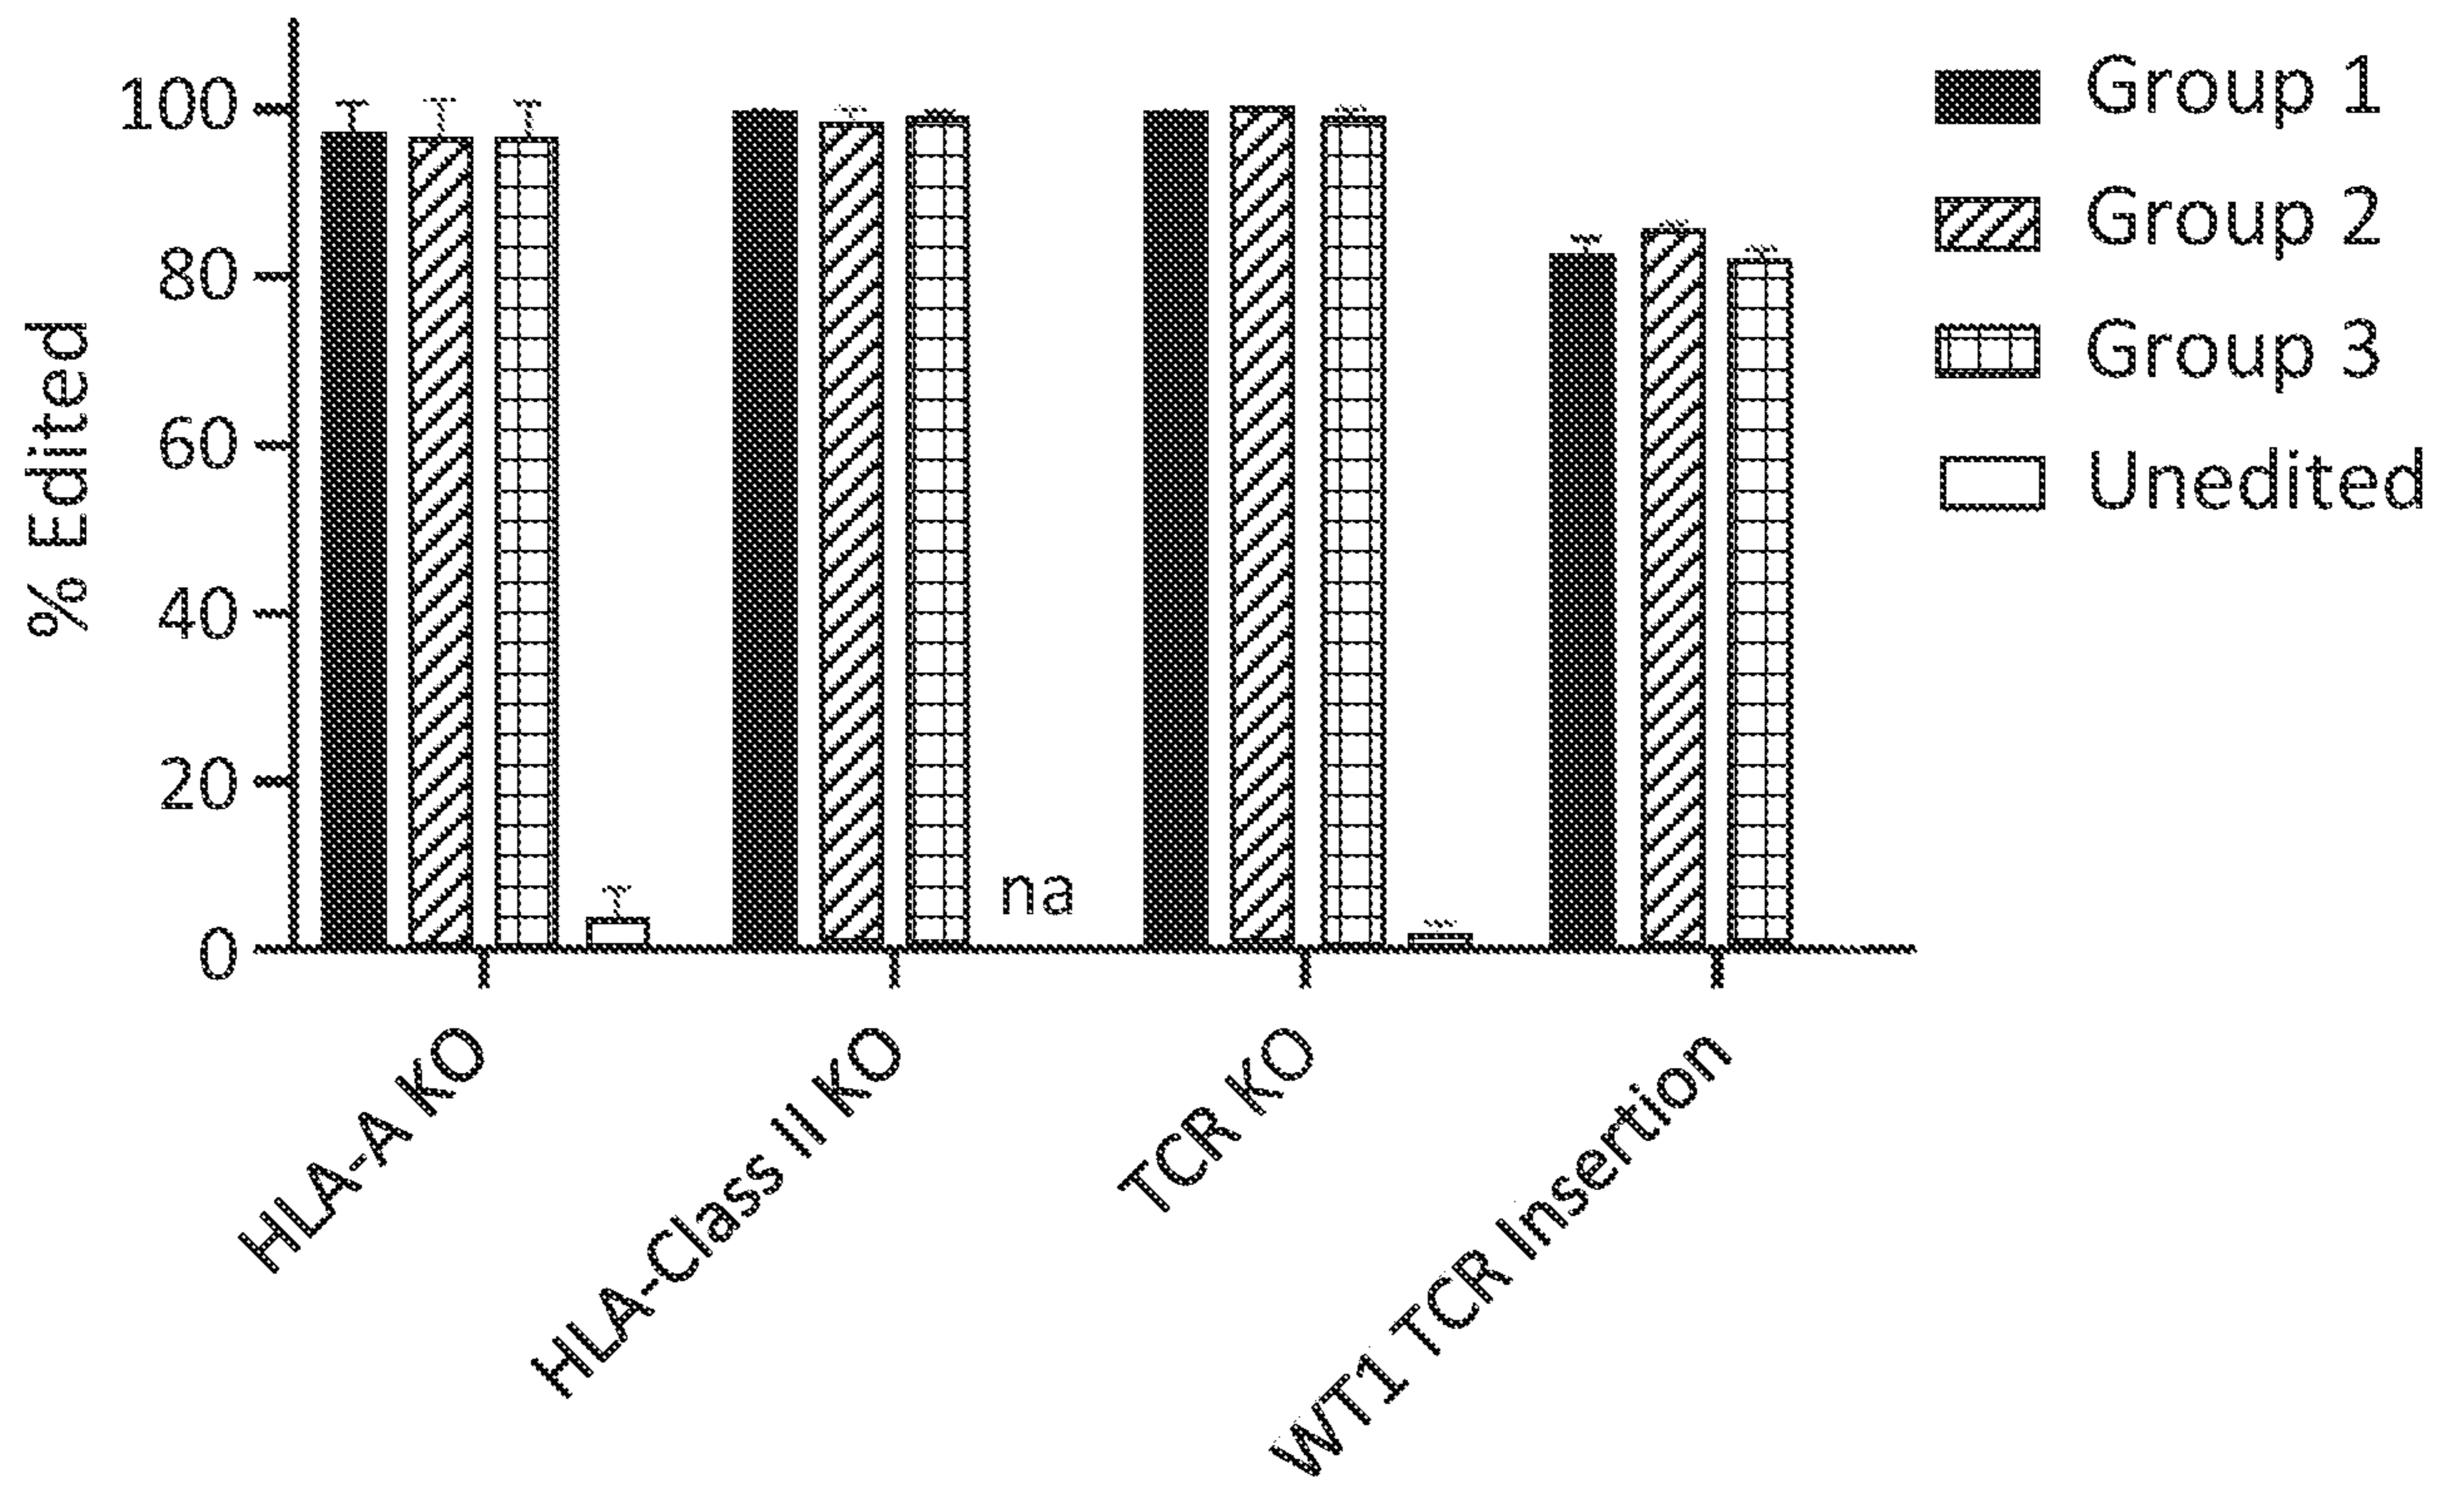 % Edited
100
80
60
40
20
0
na
HLA-A KO
HLA-Class II KO
TCR KO
WT1 TCR Insertion
Group 1
Group 2
Group 3
Unedited